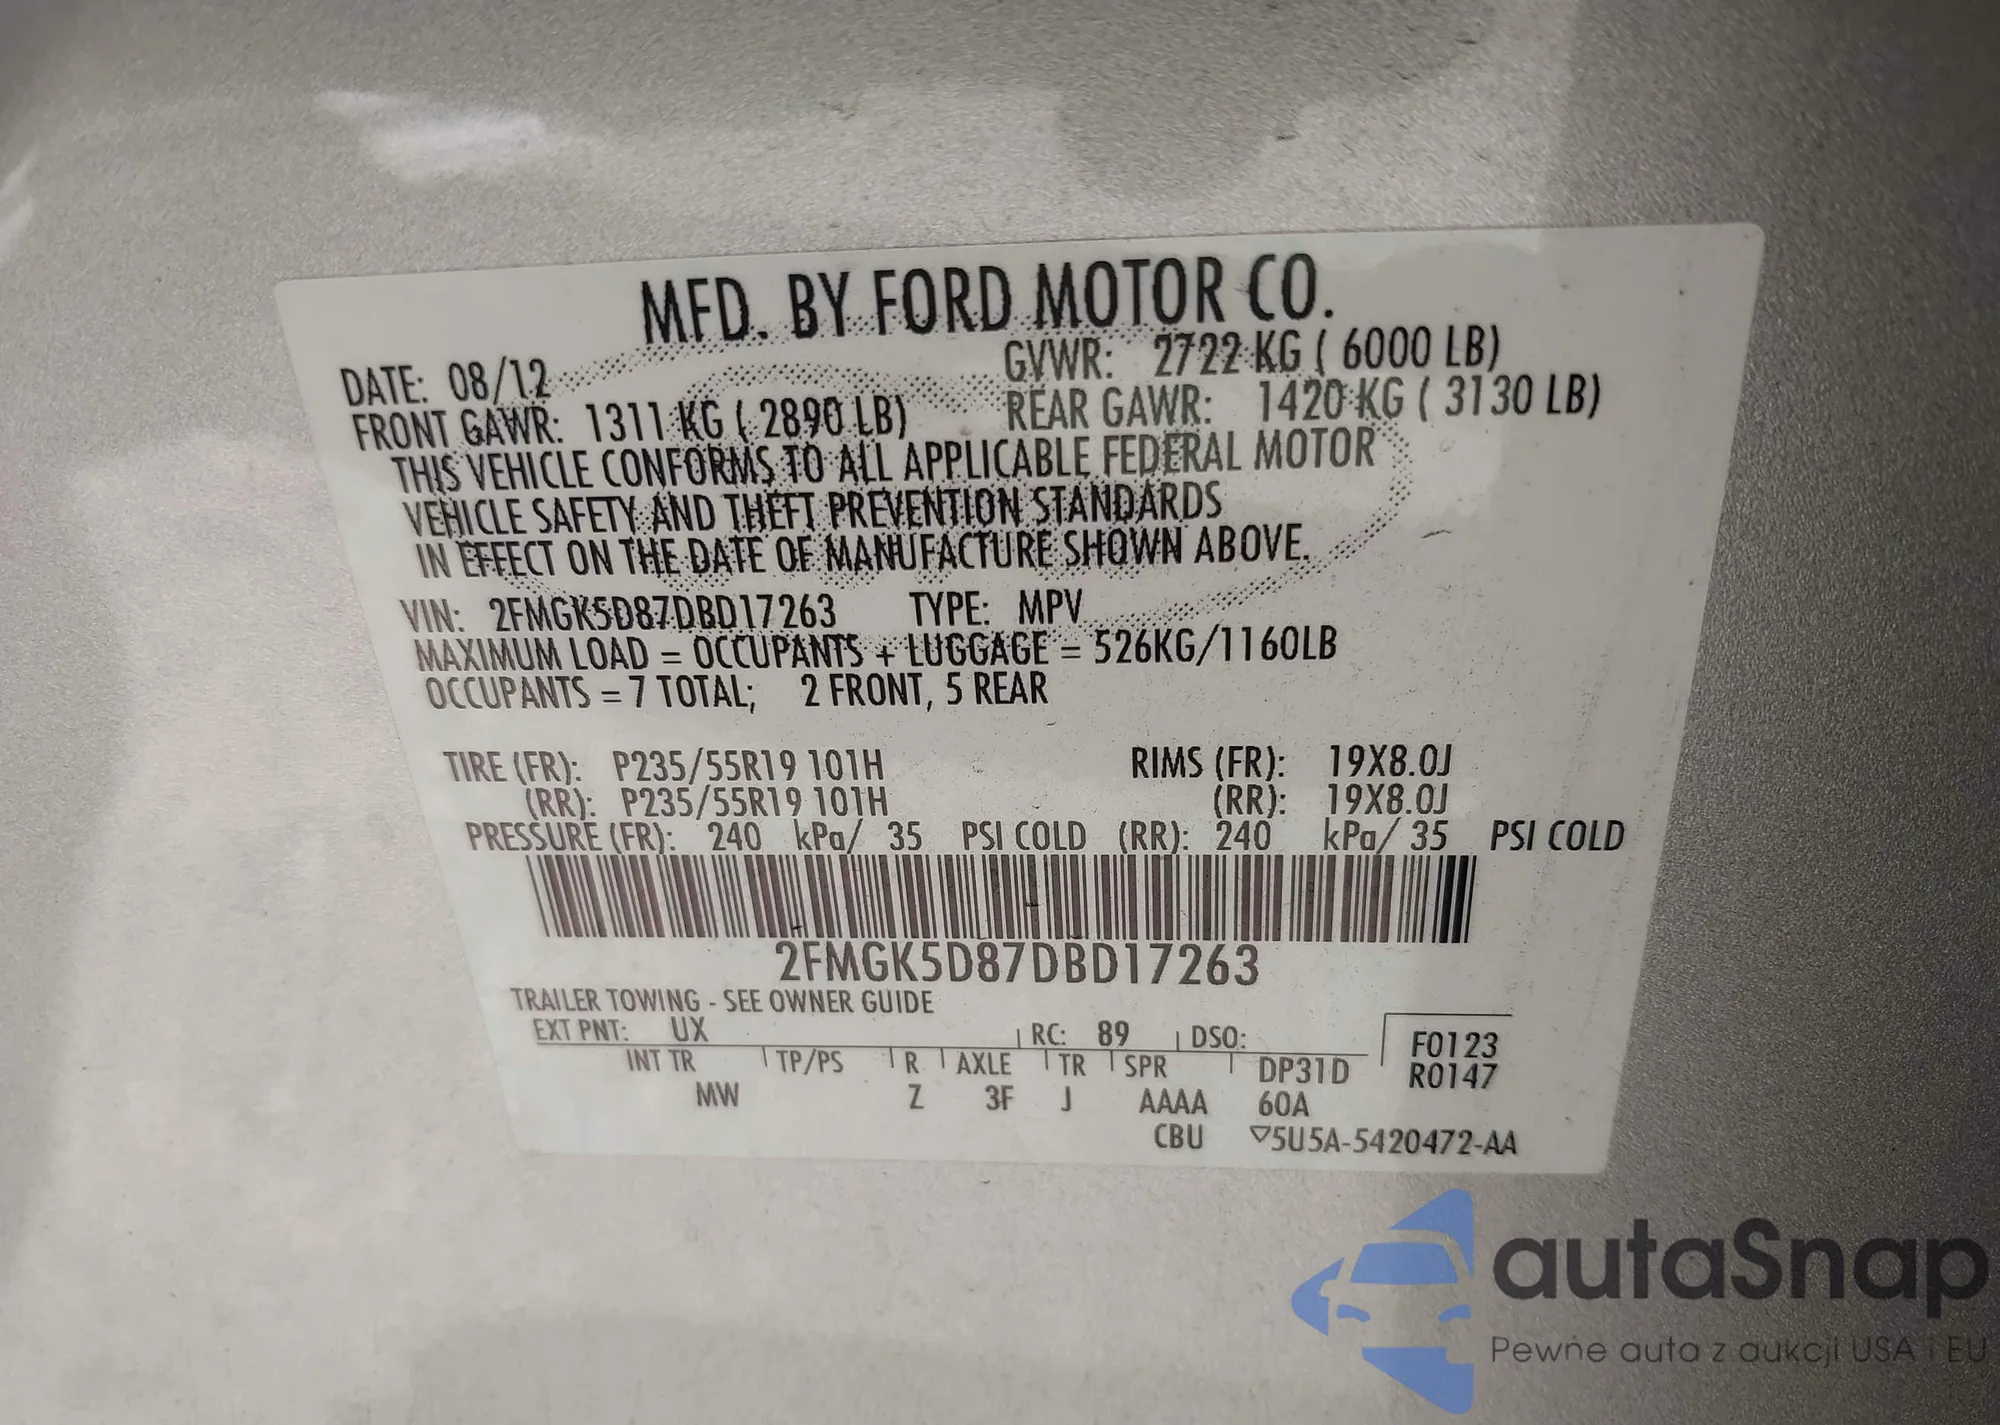 MFD. BY FORD MOTOR CO.
DATE: 08/12 GVWR: 2722 KG ( 6000 LB)
FRONT GAWR: 1311 KG ( 2890 LB) REAR GAWR: 1420 KG ( 3130 LB)
THIS VEHICLE CONFORMS TO ALL APPLICABLE FEDERAL MOTOR
VEHICLE SAFETY AND THEFT PREVENTION STANDARDS
IN EFFECT ON THE DATE OF MANUFACTURE SHOWN ABOVE.
VIN: 2FMGK5D87DBD17263 TYPE: MPV
MAXIMUM LOAD = OCCUPANTS + LUGGAGE = 526KG/1160LB
OCCUPANTS = 7 TOTAL; 2 FRONT, 5 REAR
TIRE (FR): P235/55R19 101H RIMS (FR): 19X8.0J
(RR): P235/55R19 101H (RR): 19X8.0J
PRESSURE (FR): 240 kPa/ 35 PSI COLD (RR): 240 kPa/ 35 PSI COLD
2FMGK5D87DBD17263
TRAILER TOWING - SEE OWNER GUIDE
EXT PNT: UX RC: 89 DSO: F0123
INT TR TP/PS R AXLE TR SPR DP31D R0147
MW Z 3F J AAAA 60A
CBU ▽5U5A-5420472-AA
autaSnap
Pewne auta z aukcji USA i EU